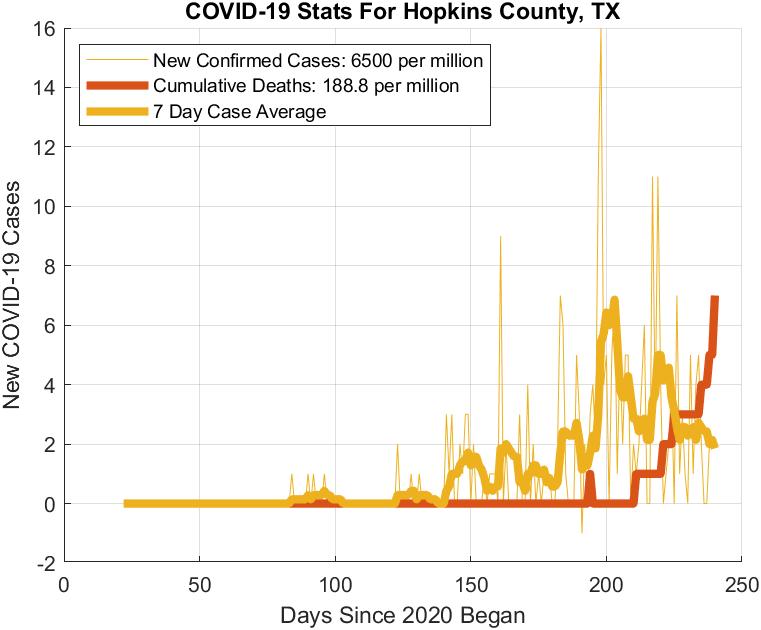 COVID-19 Stats For Hopkins County, TX
New Confirmed Cases: 6500 per million
Cumulative Deaths: 188.8 per million
7 Day Case Average
New COVID-19 Cases
16
14
12
10
8
6
4
2
0
-2
0 50 100 150 200 250
Days Since 2020 Began